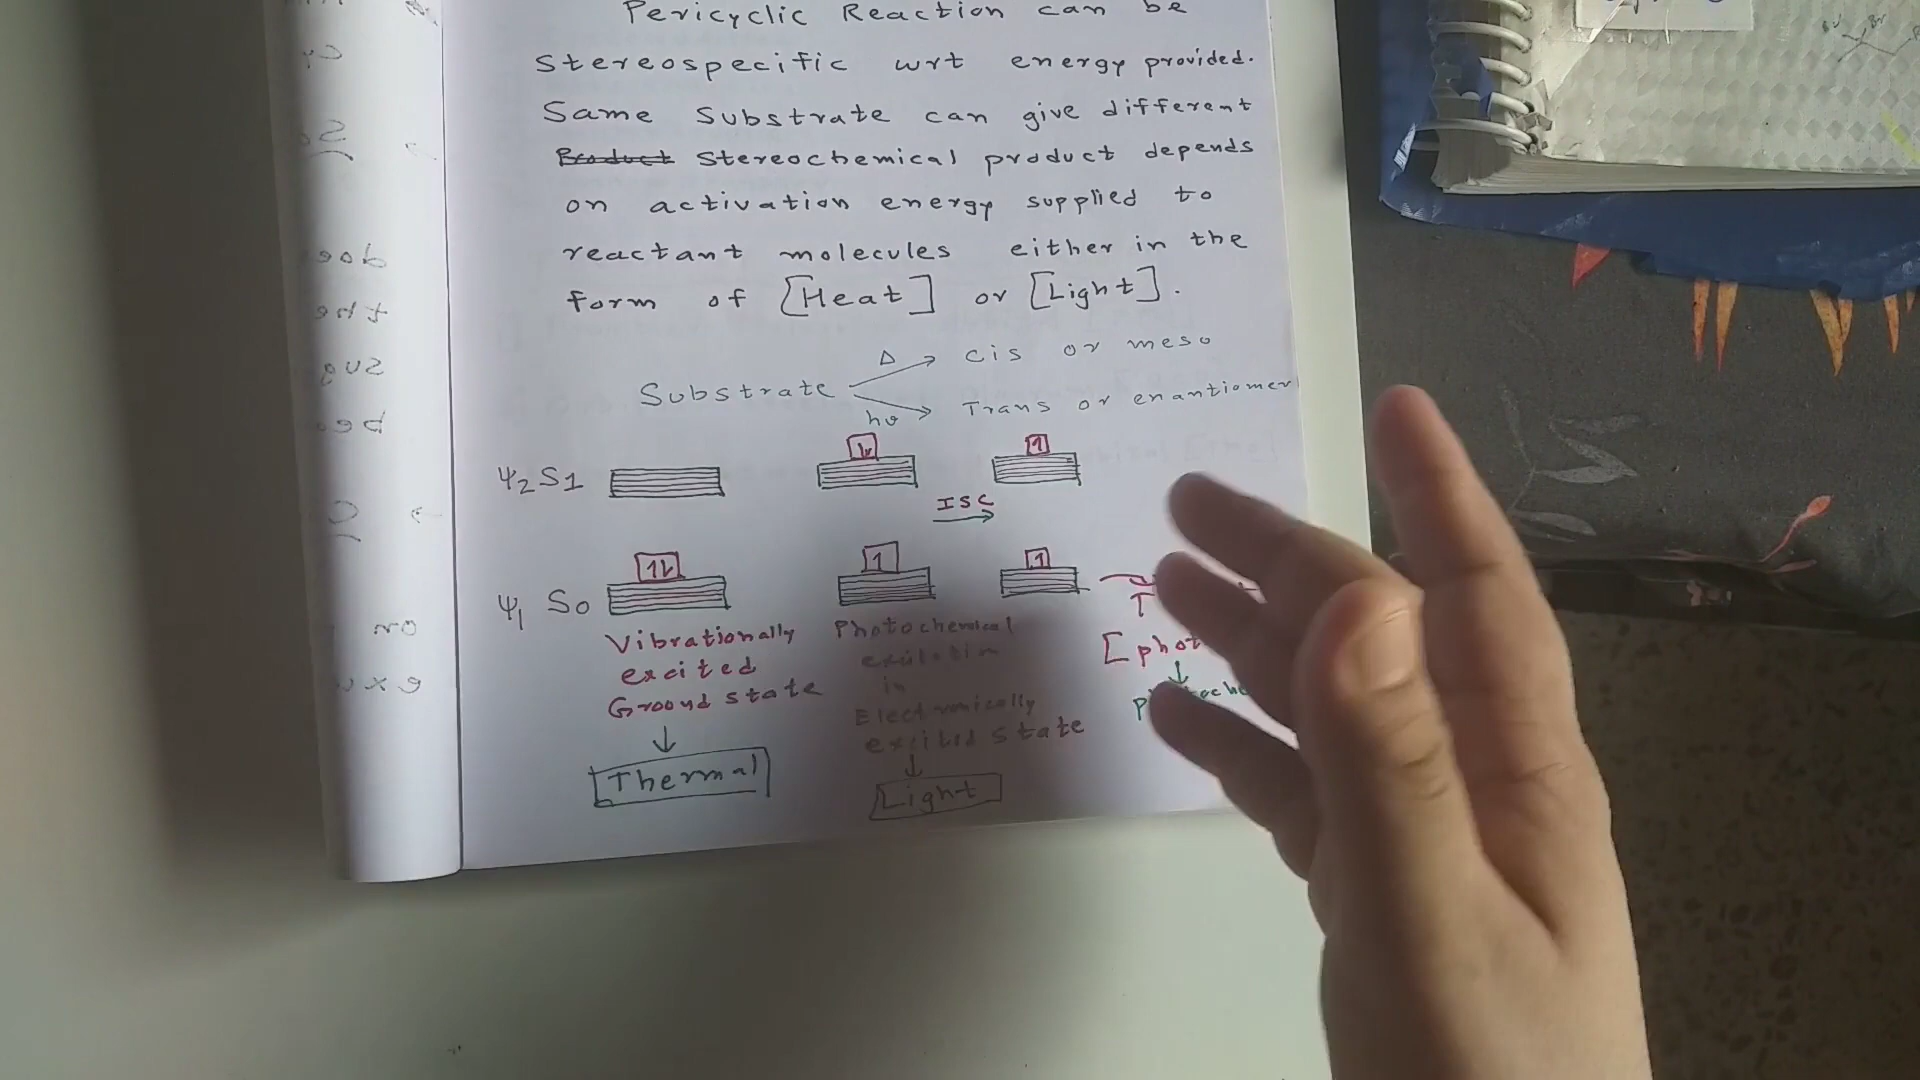 Pericyclic Reaction can be
stereospecific wrt energy provided.
Same Substrate can give different
Product stereochemical product depends
on activation energy supplied to
reactant molecules either in the
form of [Heat] or [Light].
Δ cis or meso
Substrate
hν Trans or enantiomer
Ψ2 S1
ISC
Ψ1 S0
T
Vibrationally
excited
Ground state
Photochemical
in
Electronically
excited state
[phot
Thermal
Light